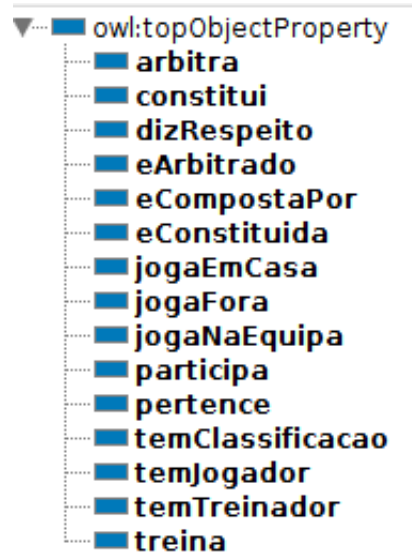 owl:topObjectProperty
arbitra
constitui
dizRespeito
eArbitrado
eCompostaPor
eConstituida
jogaEmCasa
jogaFora
jogaNaEquipa
participa
pertence
temClassificacao
temJogador
temTreinador
treina